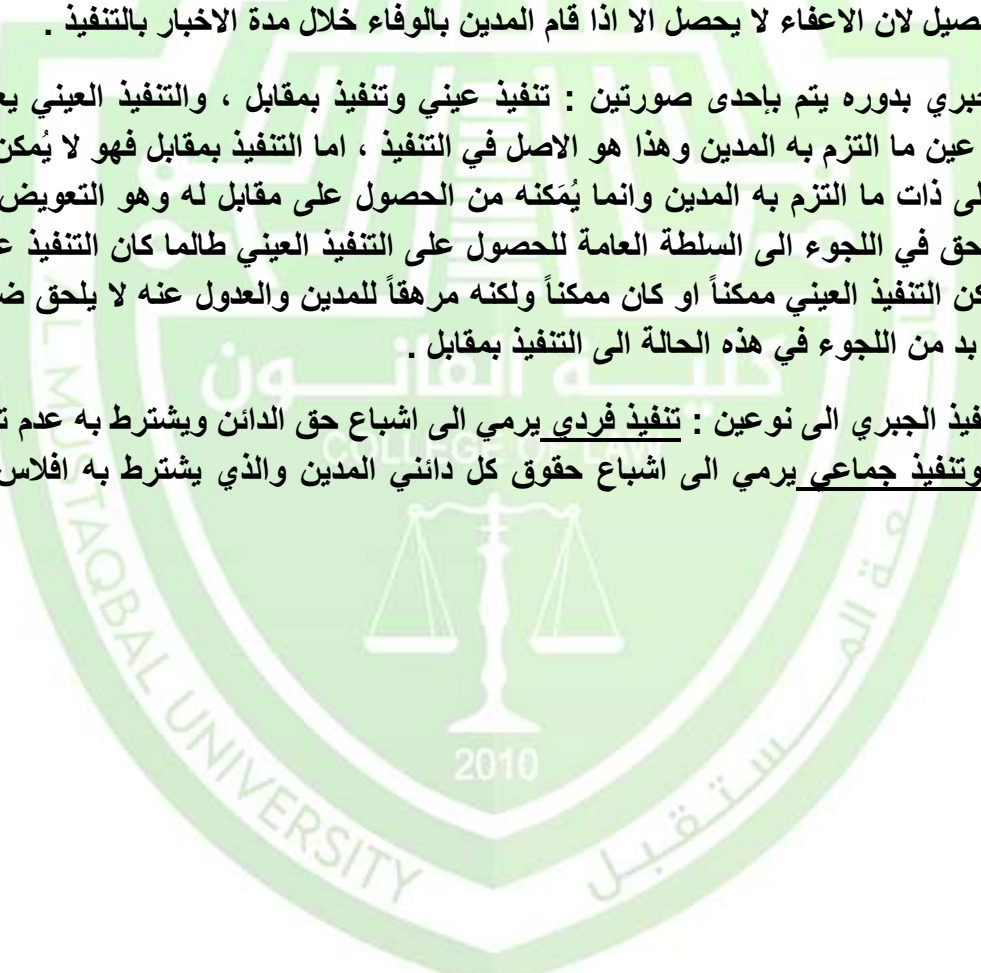 صيل لان الاعفاء لا يحصل الا اذا قام المدين بالوفاء خلال مدة الاخبار بالتنفيذ .
جبري بدوره يتم بإحدى صورتين : تنفيذ عيني وتنفيذ بمقابل ، والتنفيذ العيني يع
عين ما التزم به المدين وهذا هو الاصل في التنفيذ ، اما التنفيذ بمقابل فهو لا يُمكن
لى ذات ما التزم به المدين وانما يُمَكنه من الحصول على مقابل له وهو التعويض
حق في اللجوء الى السلطة العامة للحصول على التنفيذ العيني طالما كان التنفيذ ع
كن التنفيذ العيني ممكناً او كان ممكناً ولكنه مرهقاً للمدين والعدول عنه لا يلحق ض
بد من اللجوء في هذه الحالة الى التنفيذ بمقابل .
فيذ الجبري الى نوعين : تنفيذ فردي يرمي الى اشباع حق الدائن ويشترط به عدم ت
وتنفيذ جماعي يرمي الى اشباع حقوق كل دائني المدين والذي يشترط به افلاس
كلية القانون
COLLEGE OF LAW
AL MUSTAQBAL UNIVERSITY
2010
المستقبل